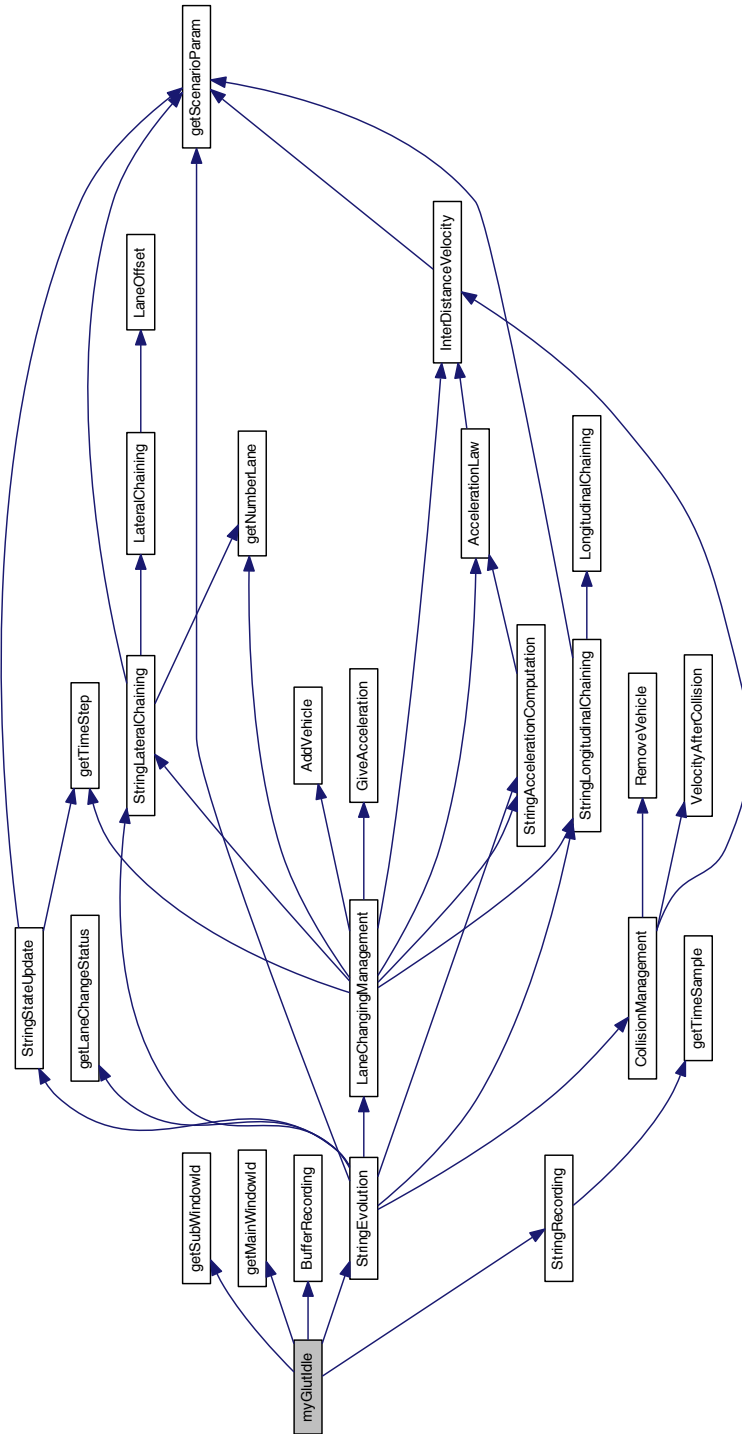 myGlutIdle
getSubWindowId
getMainWindowId
BufferRecording
StringEvolution
StringRecording
StringStateUpdate
getLaneChangeStatus
LaneChangingManagement
CollisionManagement
getTimeSample
getTimeStep
StringLateralChaining
AddVehicle
GiveAcceleration
StringAccelerationComputation
StringLongitudinalChaining
RemoveVehicle
VelocityAfterCollision
LateralChaining
getNumberLane
AccelerationLaw
LongitudinalChaining
LaneOffset
InterDistanceVelocity
getScenarioParam